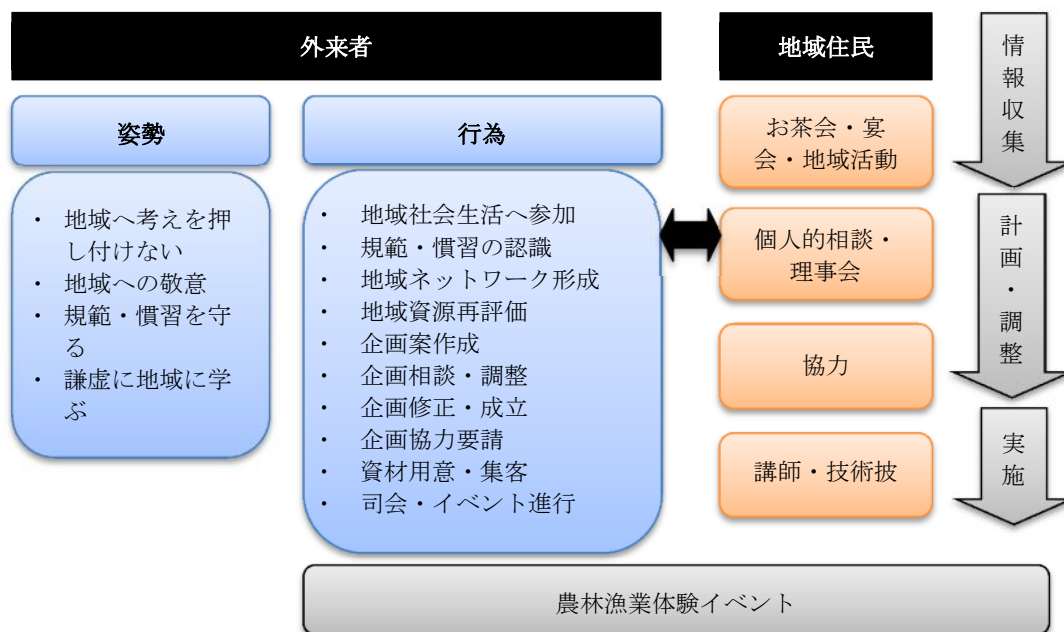 外来者
地域住民
姿勢
・ 地域へ考えを押
し付けない
・ 地域への敬意
・ 規範・慣習を守
る
・ 謙虚に地域に学
ぶ
行為
・ 地域社会生活へ参加
・ 規範・慣習の認識
・ 地域ネットワーク形成
・ 地域資源再評価
・ 企画案作成
・ 企画相談・調整
・ 企画修正・成立
・ 企画協力要請
・ 資材用意・集客
・ 司会・イベント進行
お茶会・宴
会・地域活動
個人的相談・
理事会
協力
講師・技術披
情報収集
計画・調整
実施
農林漁業体験イベント